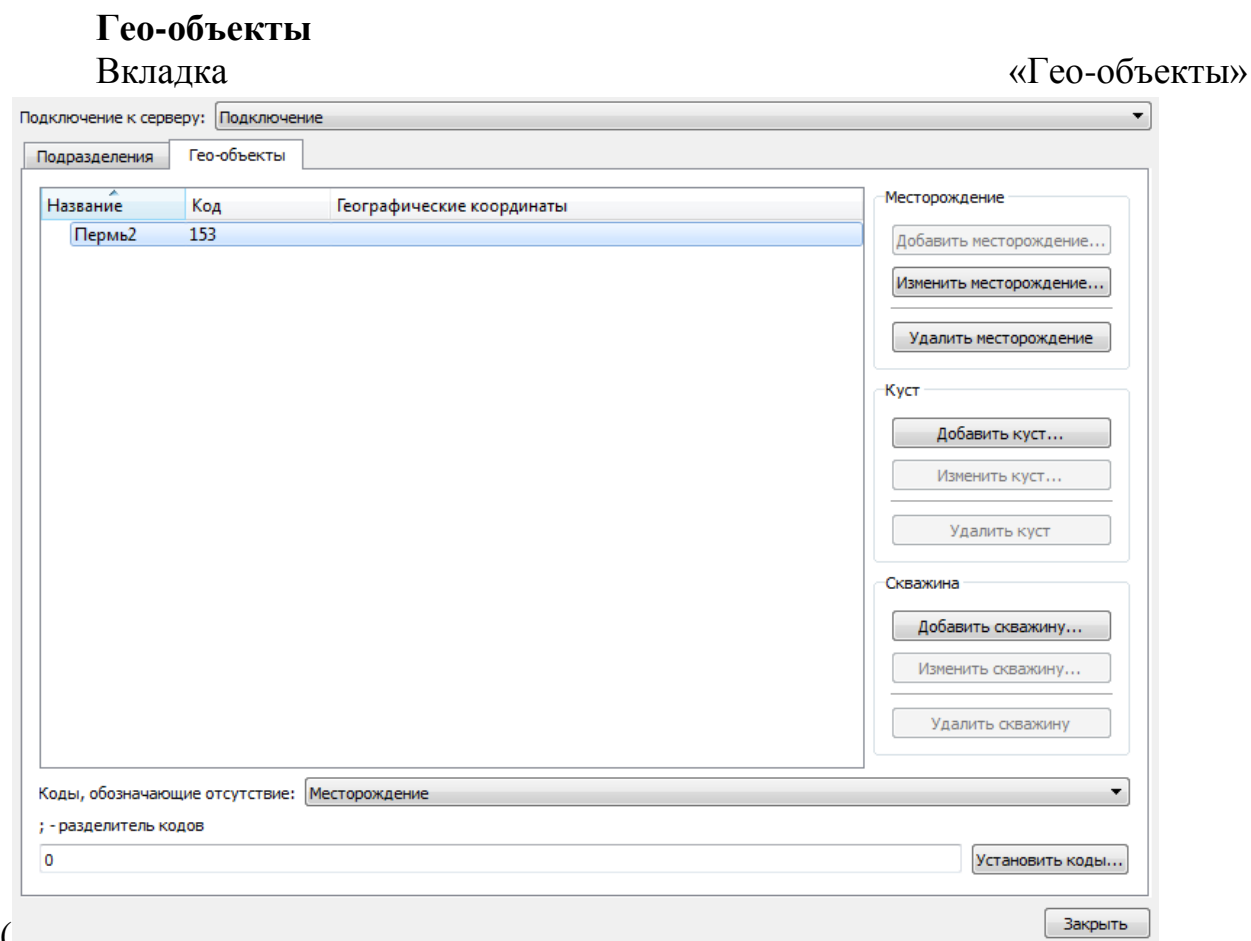 Гео-объекты
Вкладка «Гео-объекты»
Подключение к серверу: Подключение
Подразделения Гео-объекты
Название Код Географические координаты
Пермь2 153
Месторождение
Добавить месторождение...
Изменить месторождение...
Удалить месторождение
Куст
Добавить куст...
Изменить куст...
Удалить куст
Скважина
Добавить скважину...
Изменить скважину...
Удалить скважину
Коды, обозначающие отсутствие: Месторождение
; - разделитель кодов
0 Установить коды...
Закрыть
(